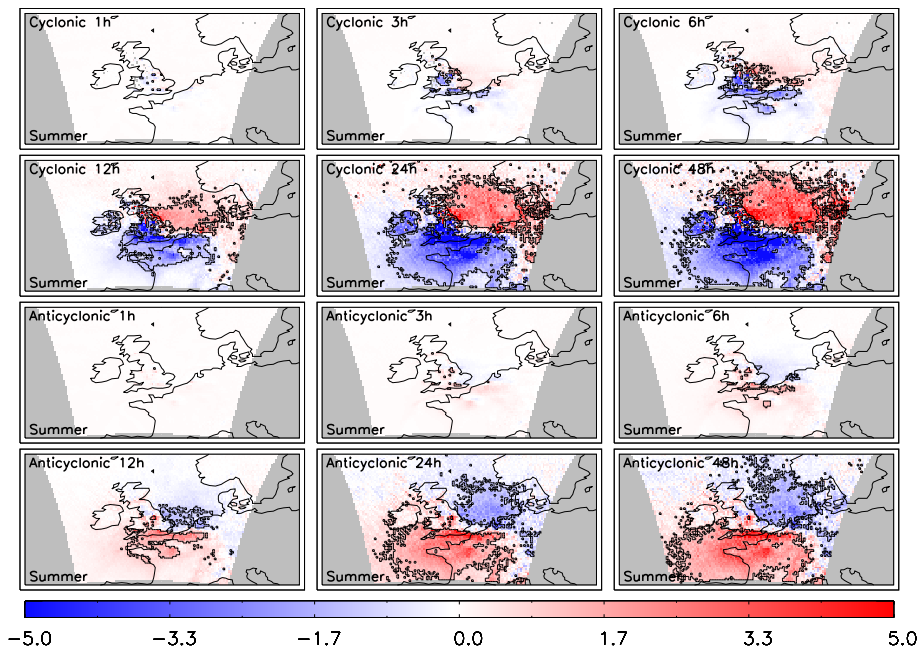 Cyclonic 1h
Summer
Cyclonic 3h
Summer
Cyclonic 6h
Summer
Cyclonic 12h
Summer
Cyclonic 24h
Summer
Cyclonic 48h
Summer
Anticyclonic 1h
Summer
Anticyclonic 3h
Summer
Anticyclonic 6h
Summer
Anticyclonic 12h
Summer
Anticyclonic 24h
Summer
Anticyclonic 48h
Summer
-5.0 -3.3 -1.7 0.0 1.7 3.3 5.0